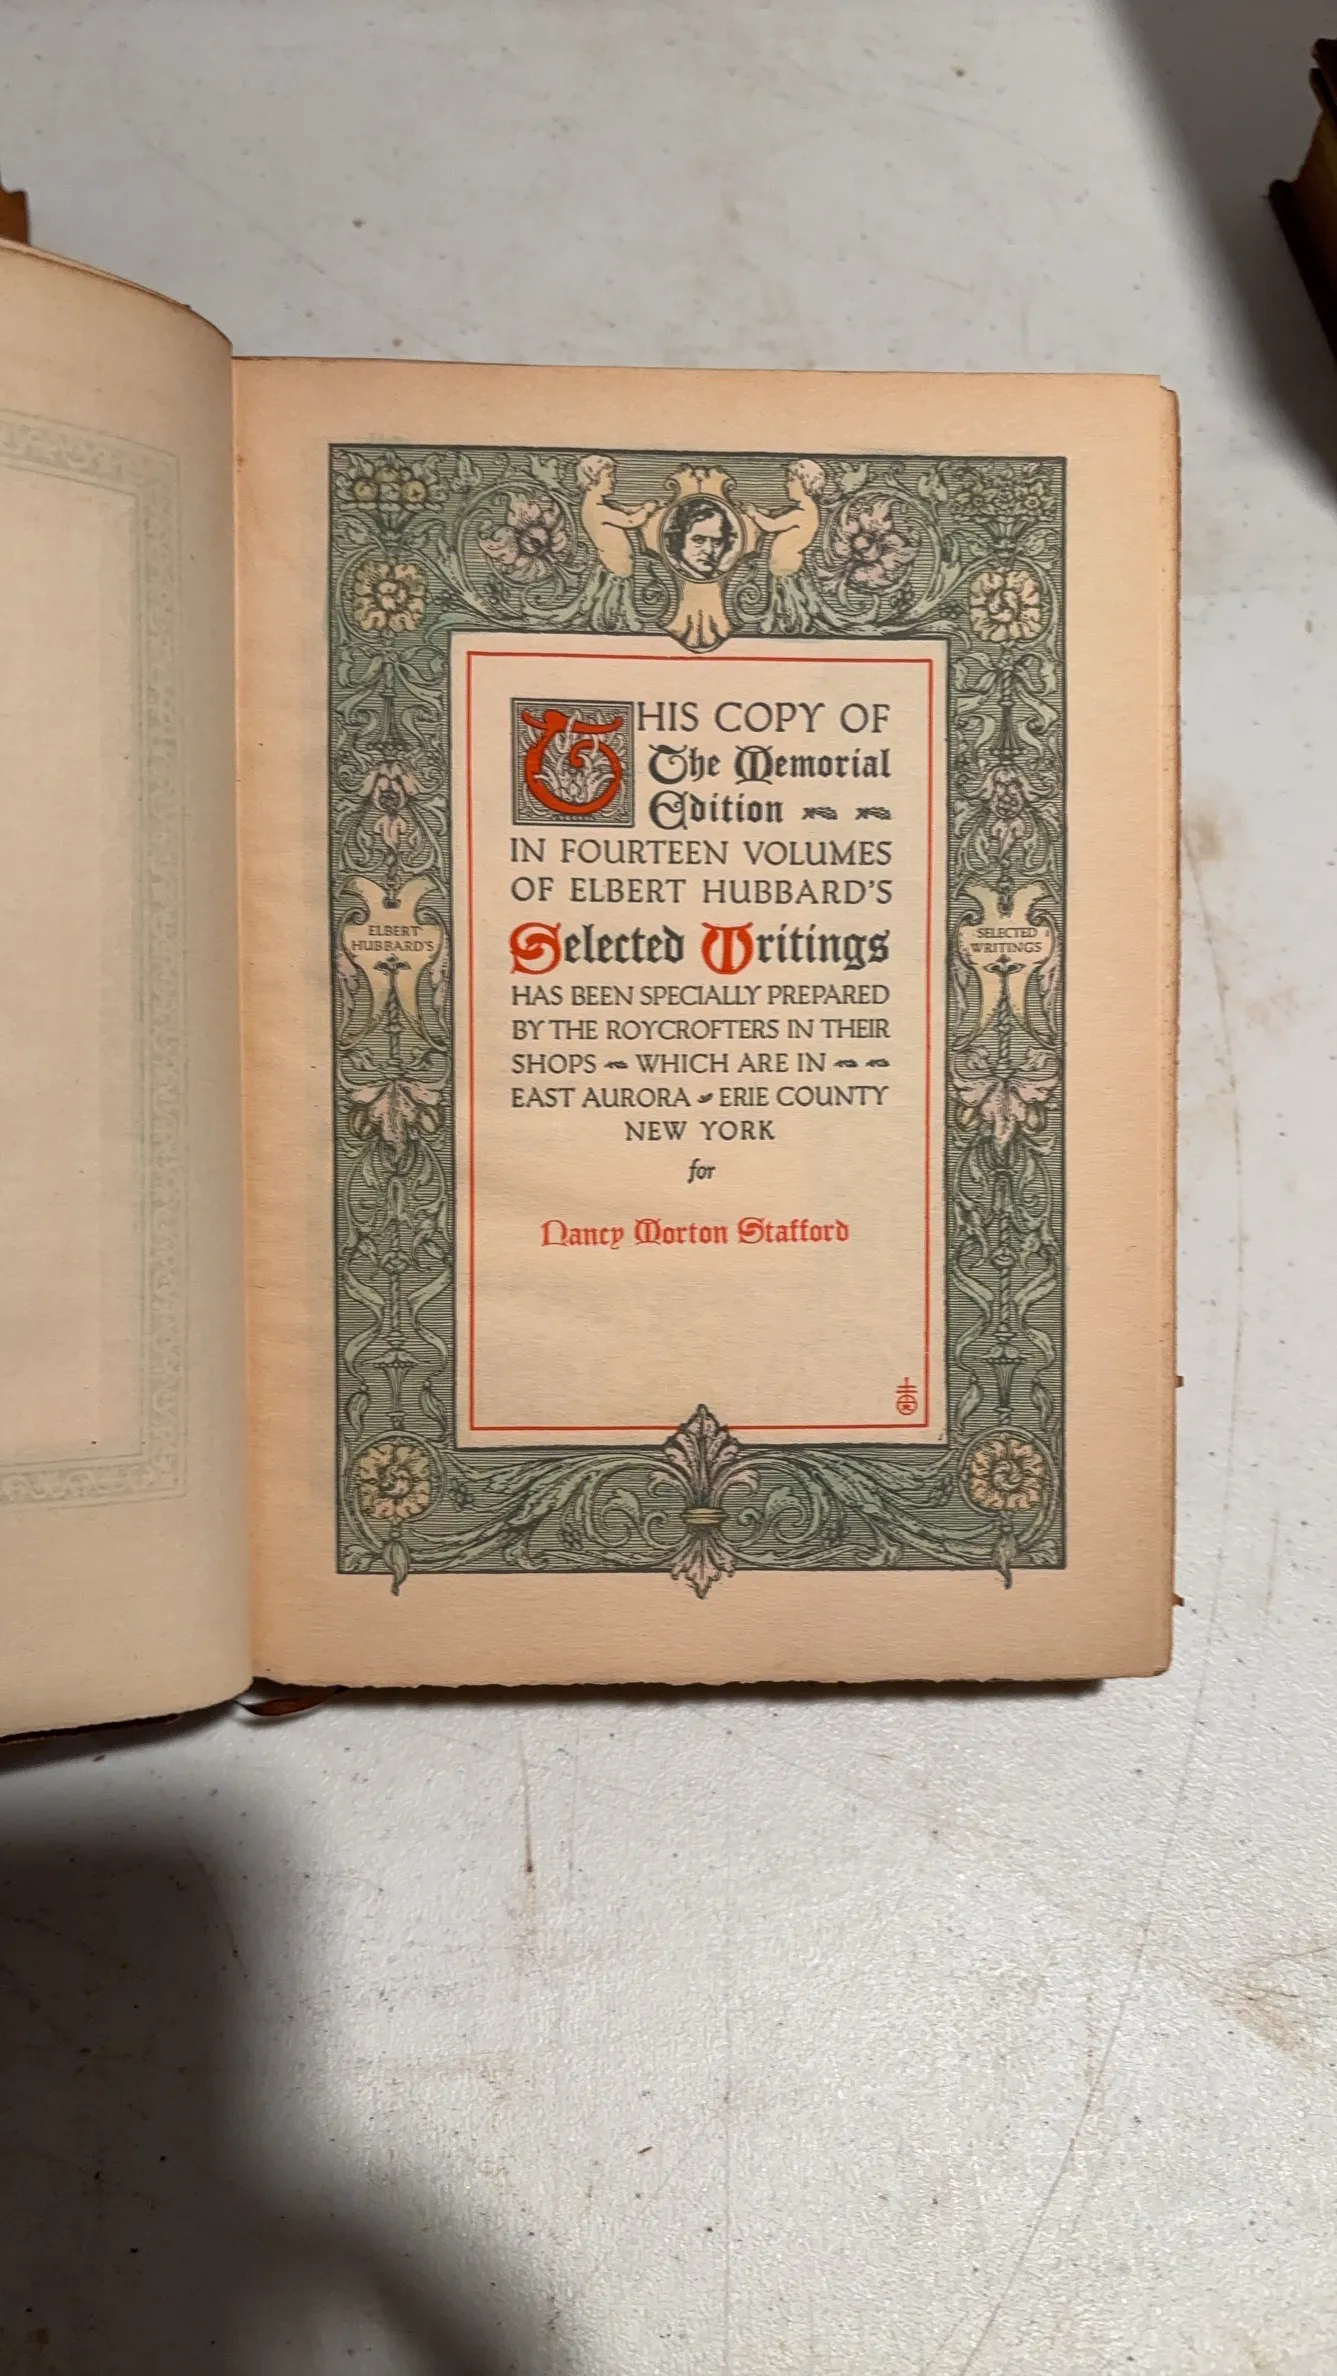 THIS COPY OF
The Memorial
Edition
IN FOURTEEN VOLUMES
OF ELBERT HUBBARD'S
Selected Writings
HAS BEEN SPECIALLY PREPARED
BY THE ROYCROFTERS IN THEIR
SHOPS WHICH ARE IN
EAST AURORA ERIE COUNTY
NEW YORK
for
Nancy Morton Stafford
ELBERT
HUBBARD'S
SELECTED
WRITINGS